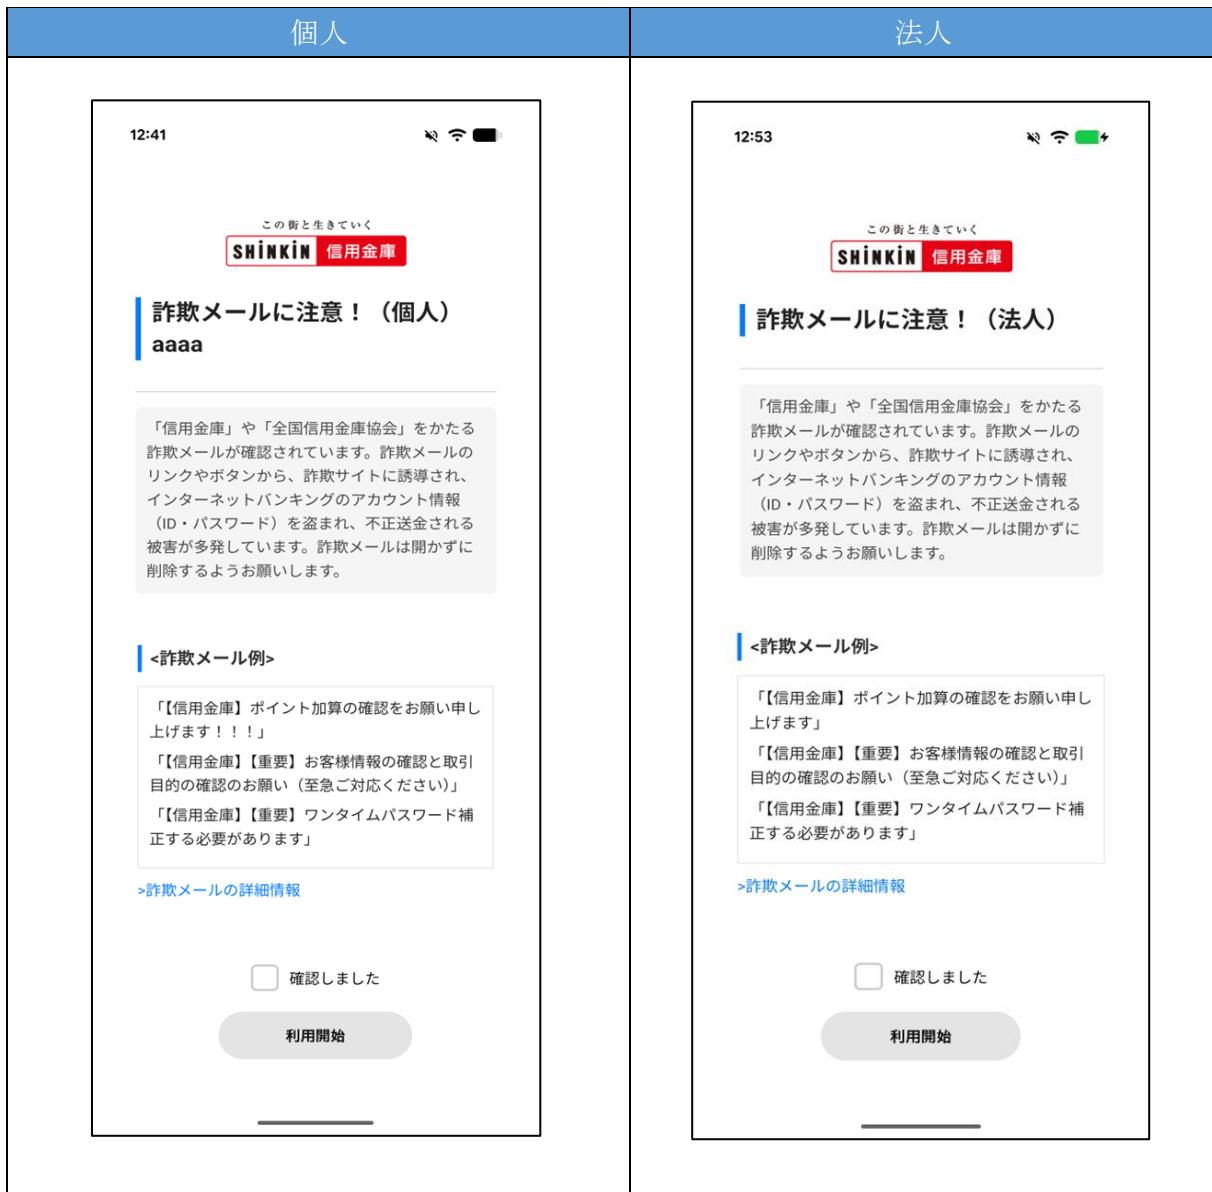 個人
12:41
この街と生きていく
SHINKIN 信用金庫
詐欺メールに注意！（個人）
aaaa
「信用金庫」や「全国信用金庫協会」をかたる
詐欺メールが確認されています。詐欺メールの
リンクやボタンから、詐欺サイトに誘導され、
インターネットバンキングのアカウント情報
（ID・パスワード）を盗まれ、不正送金される
被害が多発しています。詐欺メールは開かずに
削除するようお願いします。
<詐欺メール例>
「【信用金庫】ポイント加算の確認をお願い申し
上げます！！！」
「【信用金庫】【重要】お客様情報の確認と取引
目的の確認のお願い（至急ご対応ください）」
「【信用金庫】【重要】ワンタイムパスワード補
正する必要があります」
>詐欺メールの詳細情報
確認しました
利用開始
法人
12:53
この街と生きていく
SHINKIN 信用金庫
詐欺メールに注意！（法人）
「信用金庫」や「全国信用金庫協会」をかたる
詐欺メールが確認されています。詐欺メールの
リンクやボタンから、詐欺サイトに誘導され、
インターネットバンキングのアカウント情報
（ID・パスワード）を盗まれ、不正送金される
被害が多発しています。詐欺メールは開かずに
削除するようお願いします。
<詐欺メール例>
「【信用金庫】ポイント加算の確認をお願い申し
上げます」
「【信用金庫】【重要】お客様情報の確認と取引
目的の確認のお願い（至急ご対応ください）」
「【信用金庫】【重要】ワンタイムパスワード補
正する必要があります」
>詐欺メールの詳細情報
確認しました
利用開始